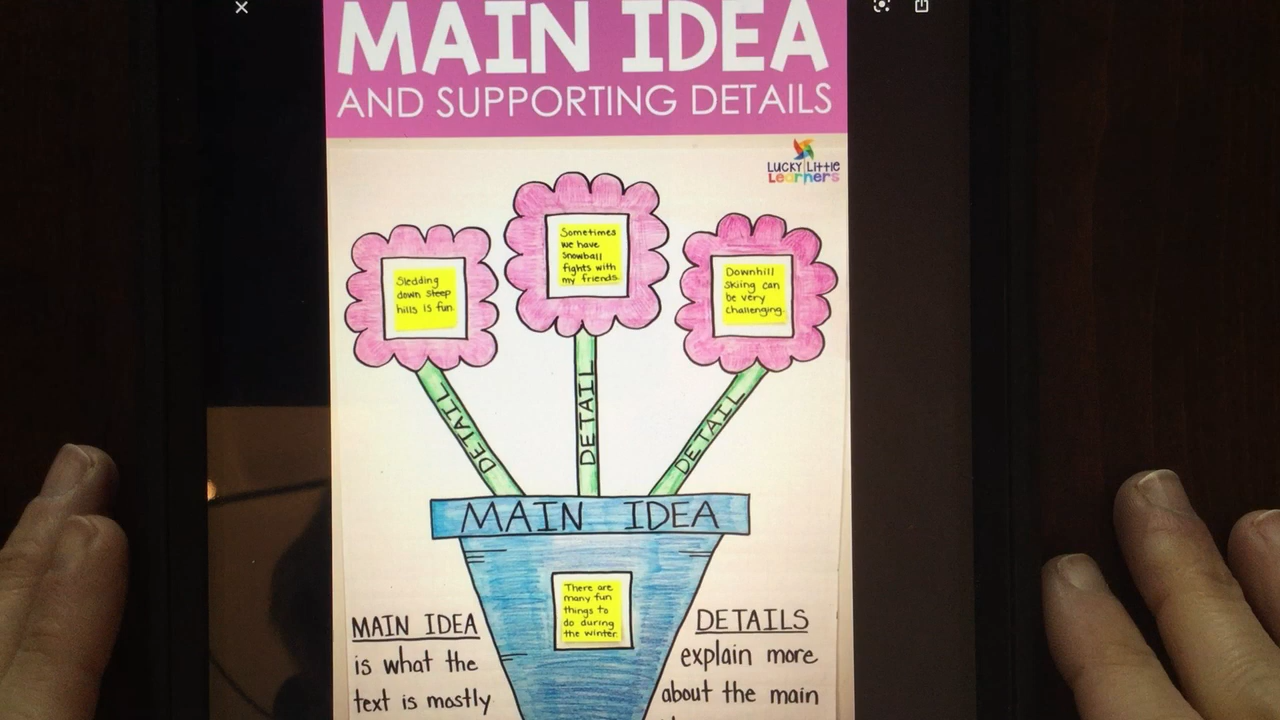 MAIN IDEA
AND SUPPORTING DETAILS
LUCKY LITTLE
LeArners
Sledding
down steep
hills is fun.
Sometimes
we have
snowball
fights with
my friends.
Downhill
skiing can
be very
challenging.
DETAIL
DETAIL
DETAIL
MAIN IDEA
There are
many fun
things to
do during
the winter.
MAIN IDEA
is what the
text is mostly
DETAILS
explain more
about the main